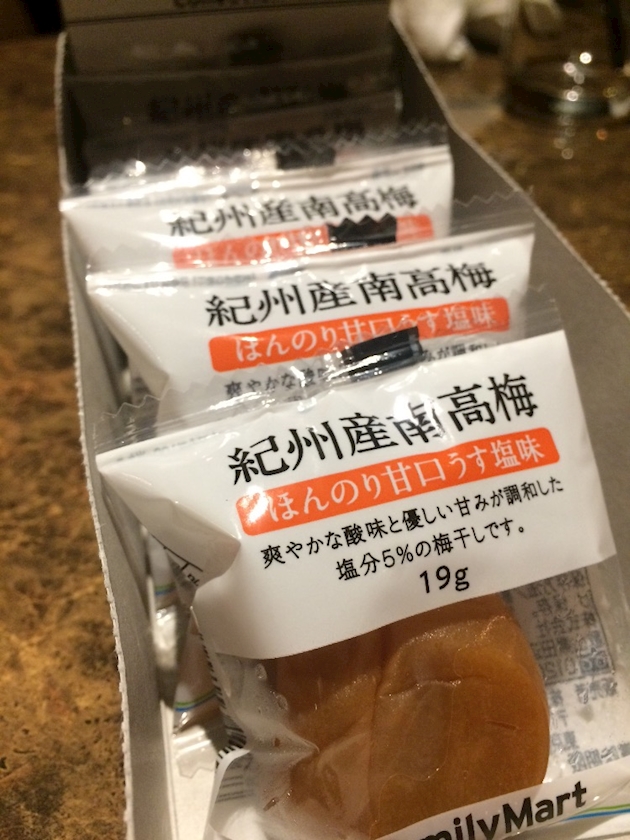 紀州産南高梅
紀州産南高梅
ほんのり甘口うす塩味
紀州産南高梅
ほんのり甘口うす塩味
爽やかな酸味と優しい甘みが調和した
塩分5%の梅干しです。
19g
FamilyMart